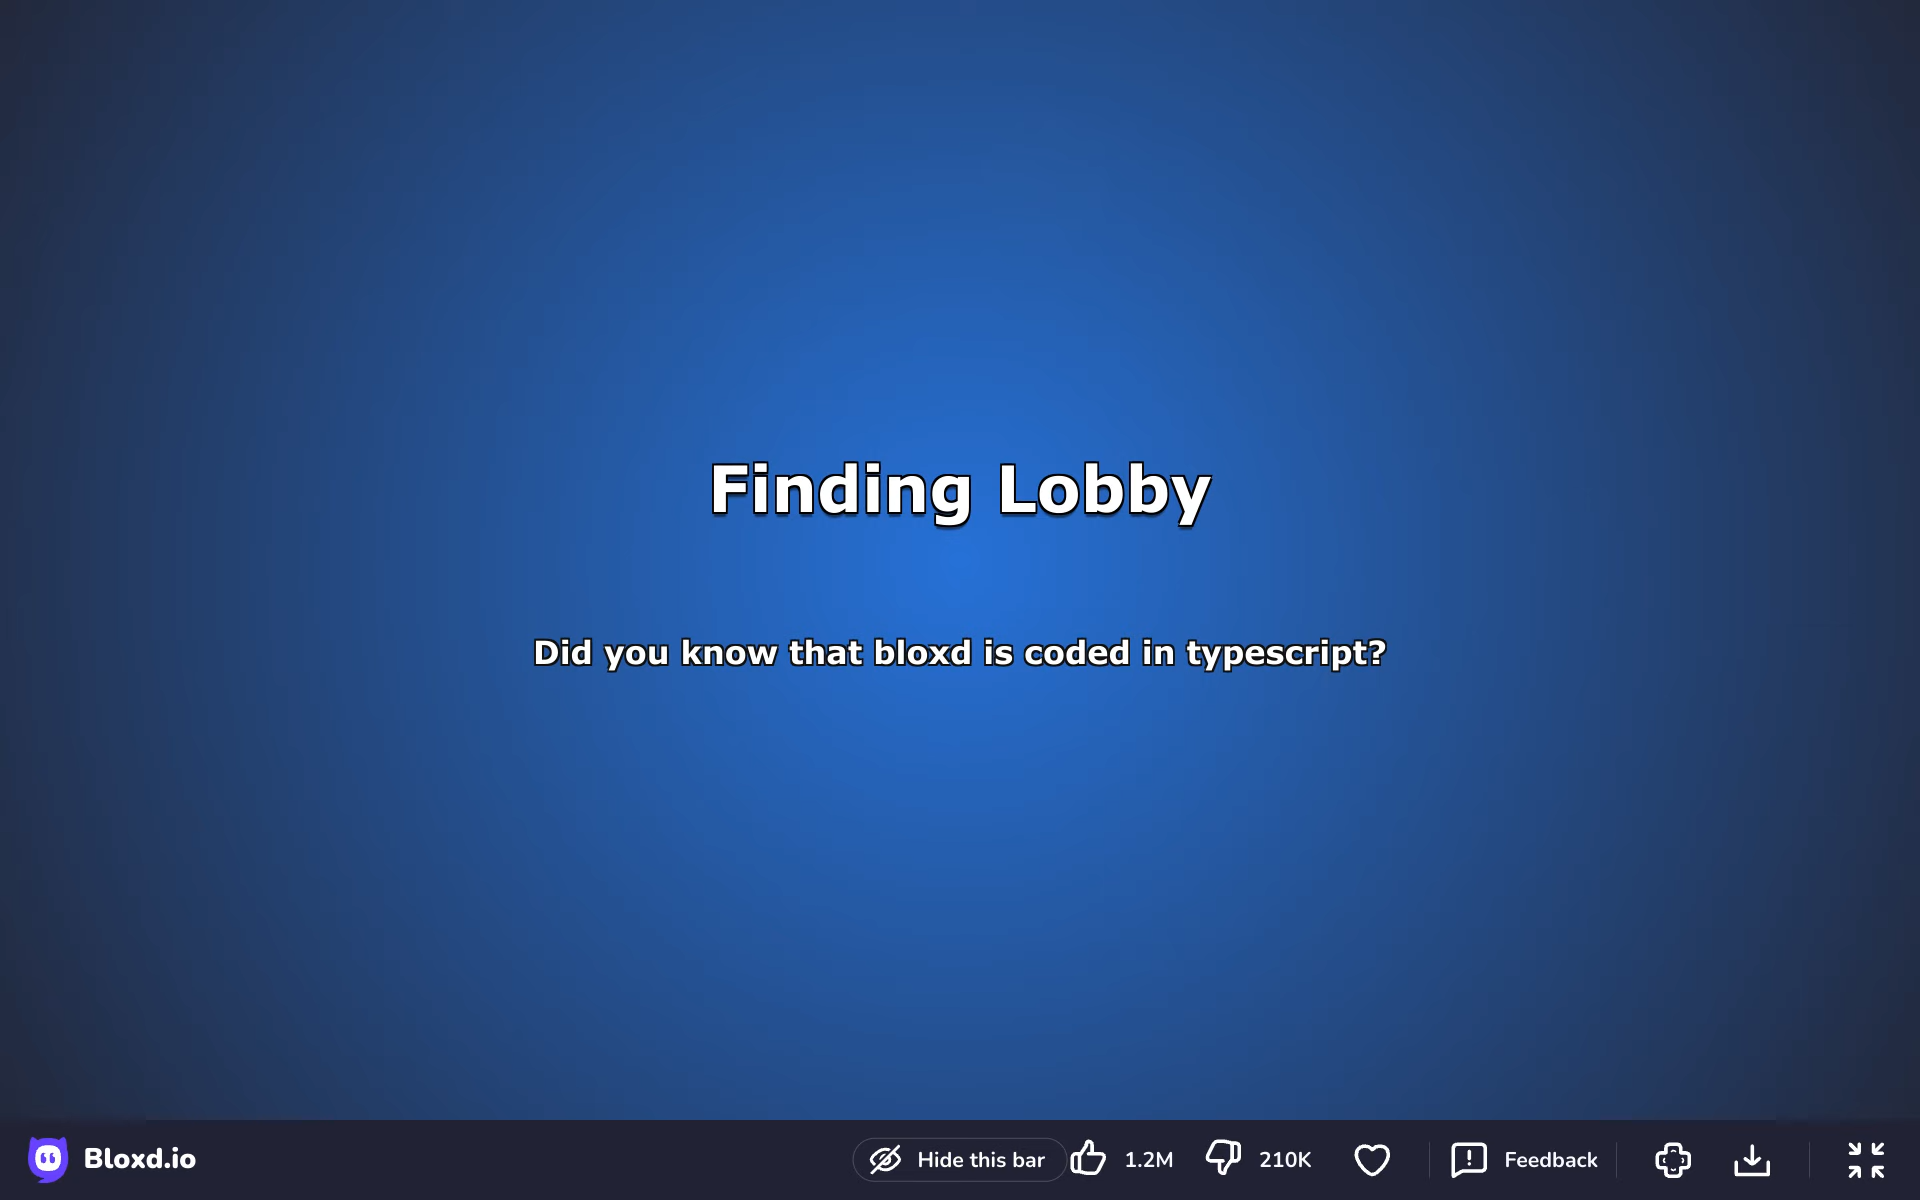 Finding Lobby
Did you know that bloxd is coded in typescript?
Bloxd.io
Hide this bar
1.2M
210K
Feedback